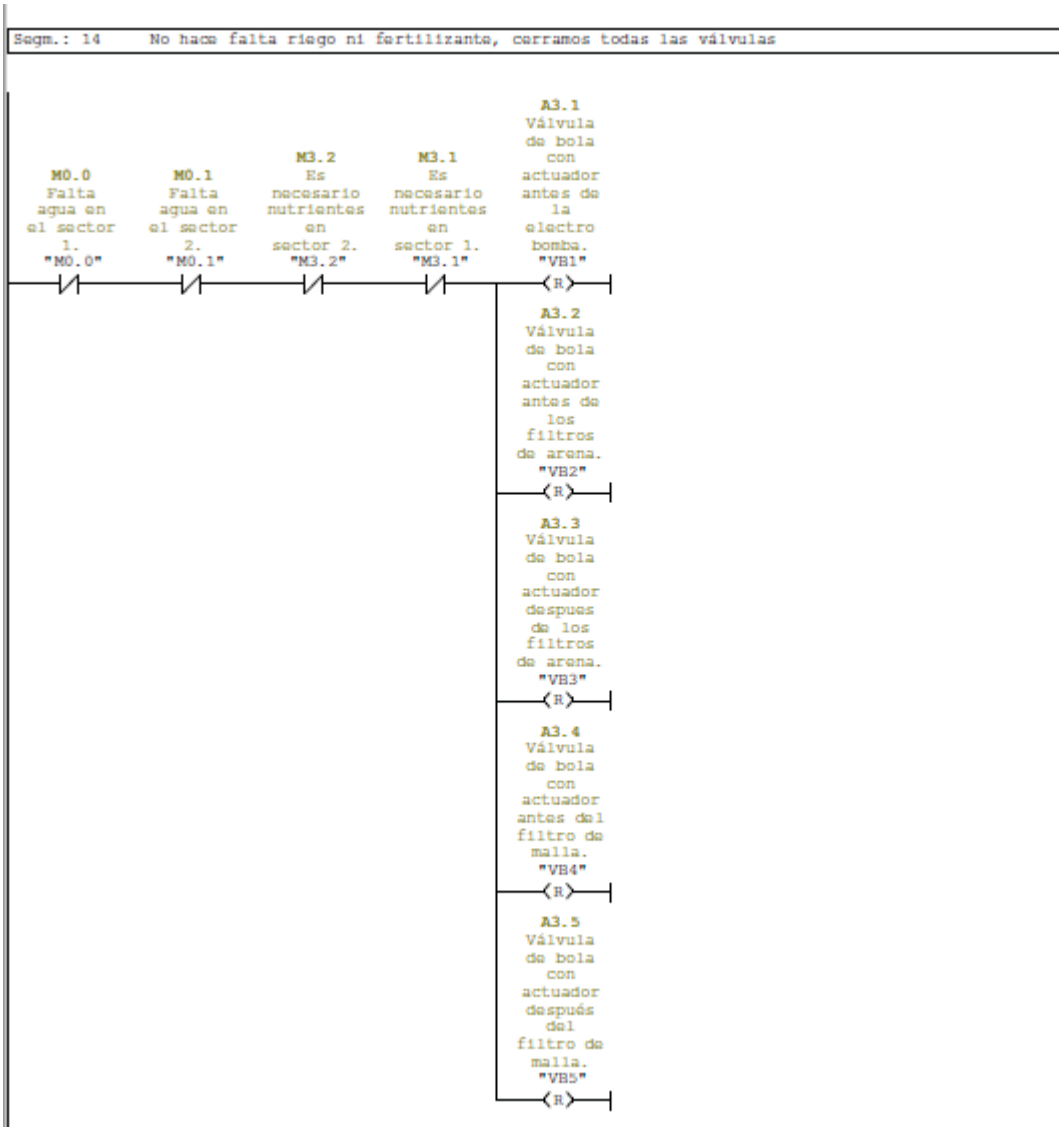 Segm.: 14 No hace falta riego ni fertilizante, cerramos todas las válvulas
M0.0
Falta
agua en
el sector
1.
"M0.0"
M0.1
Falta
agua en
el sector
2.
"M0.1"
M3.2
Es
necesario
nutrientes
en
sector 2.
"M3.2"
M3.1
Es
necesario
nutrientes
en
sector 1.
"M3.1"
A3.1
Válvula
de bola
con
actuador
antes de
la
electro
bomba.
"VB1"
R
A3.2
Válvula
de bola
con
actuador
antes de
los
filtros
de arena.
"VB2"
R
A3.3
Válvula
de bola
con
actuador
despues
de los
filtros
de arena.
"VB3"
R
A3.4
Válvula
de bola
con
actuador
antes del
filtro de
malla.
"VB4"
R
A3.5
Válvula
de bola
con
actuador
después
del
filtro de
malla.
"VB5"
R